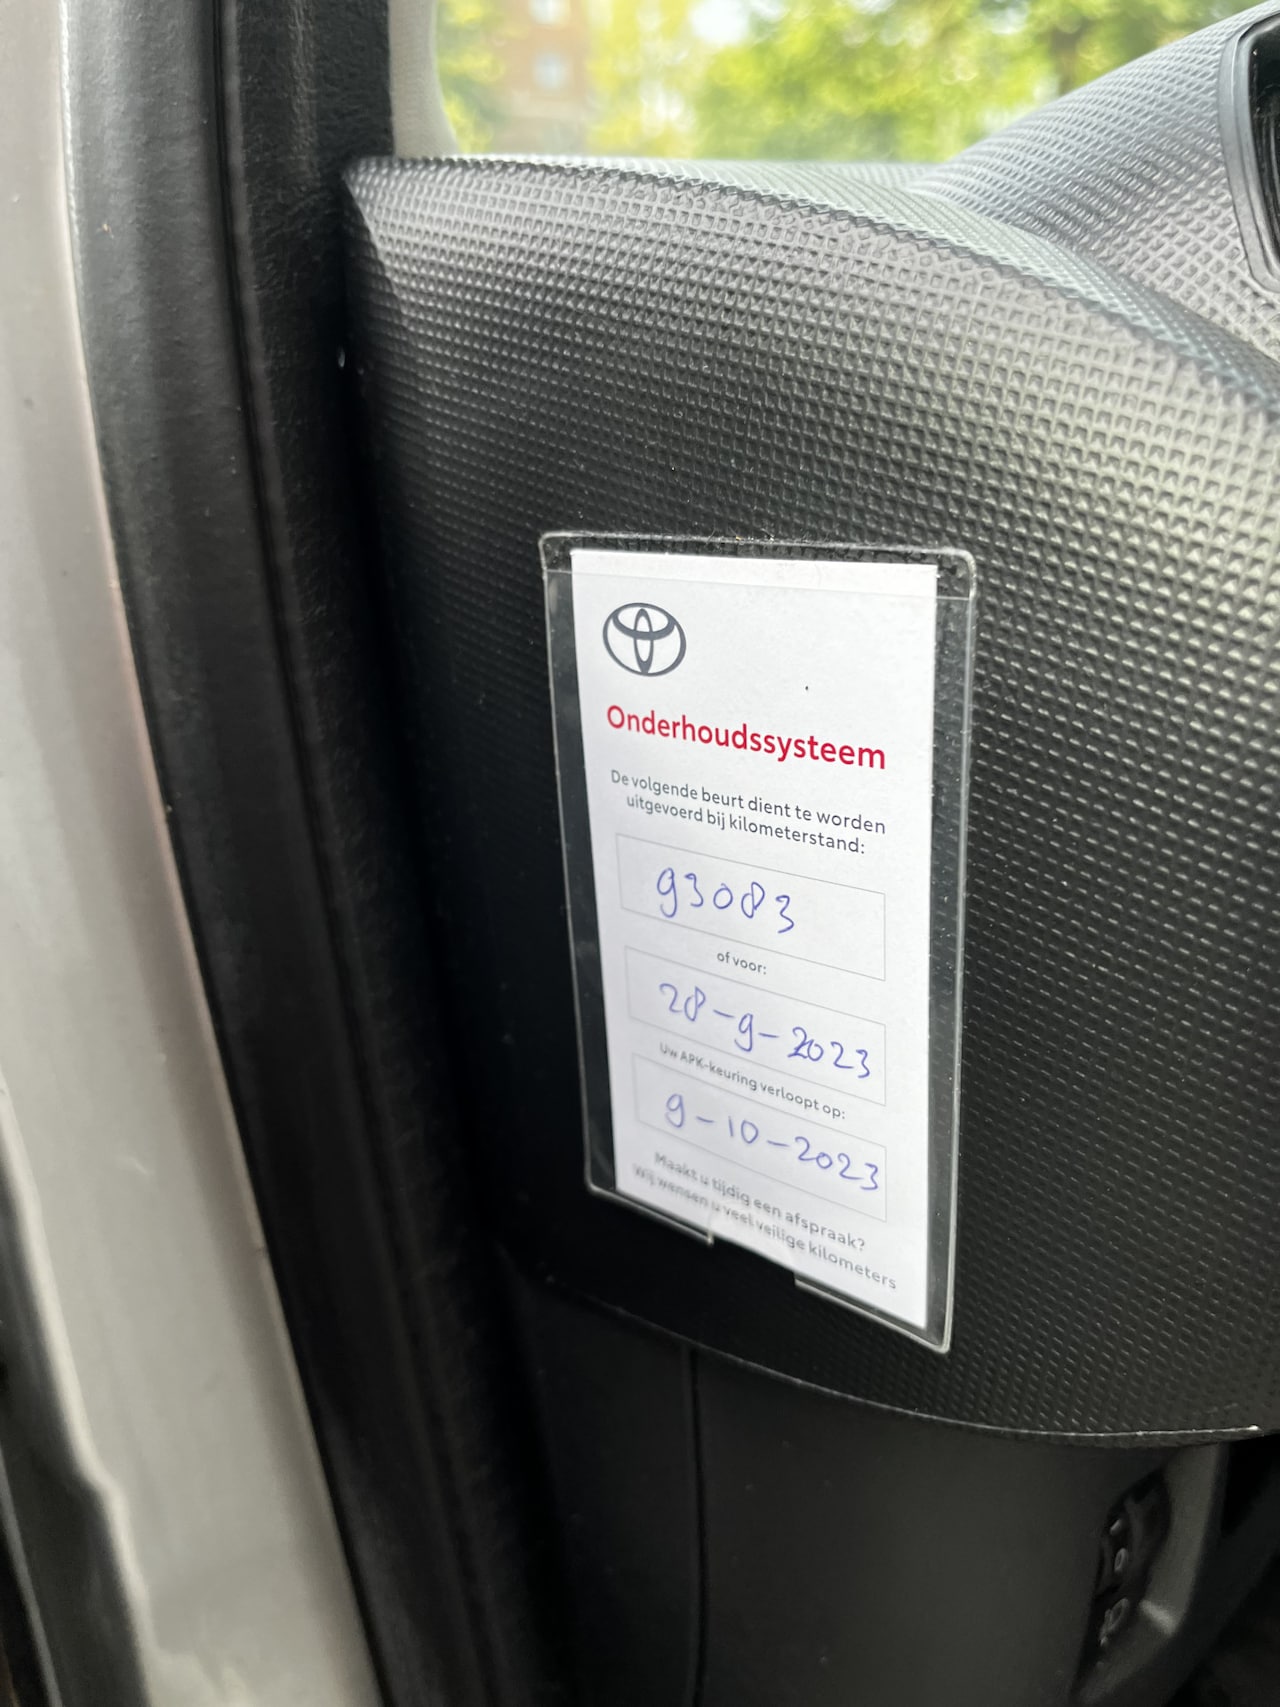 Onderhoudssysteem
De volgende beurt dient te worden
uitgevoerd bij kilometerstand:
93083
of voor:
28-9-2023
Uw APK-keuring verloopt op:
9-10-2023
Maakt u tijdig een afspraak?
Wij wensen u veel veilige kilometers